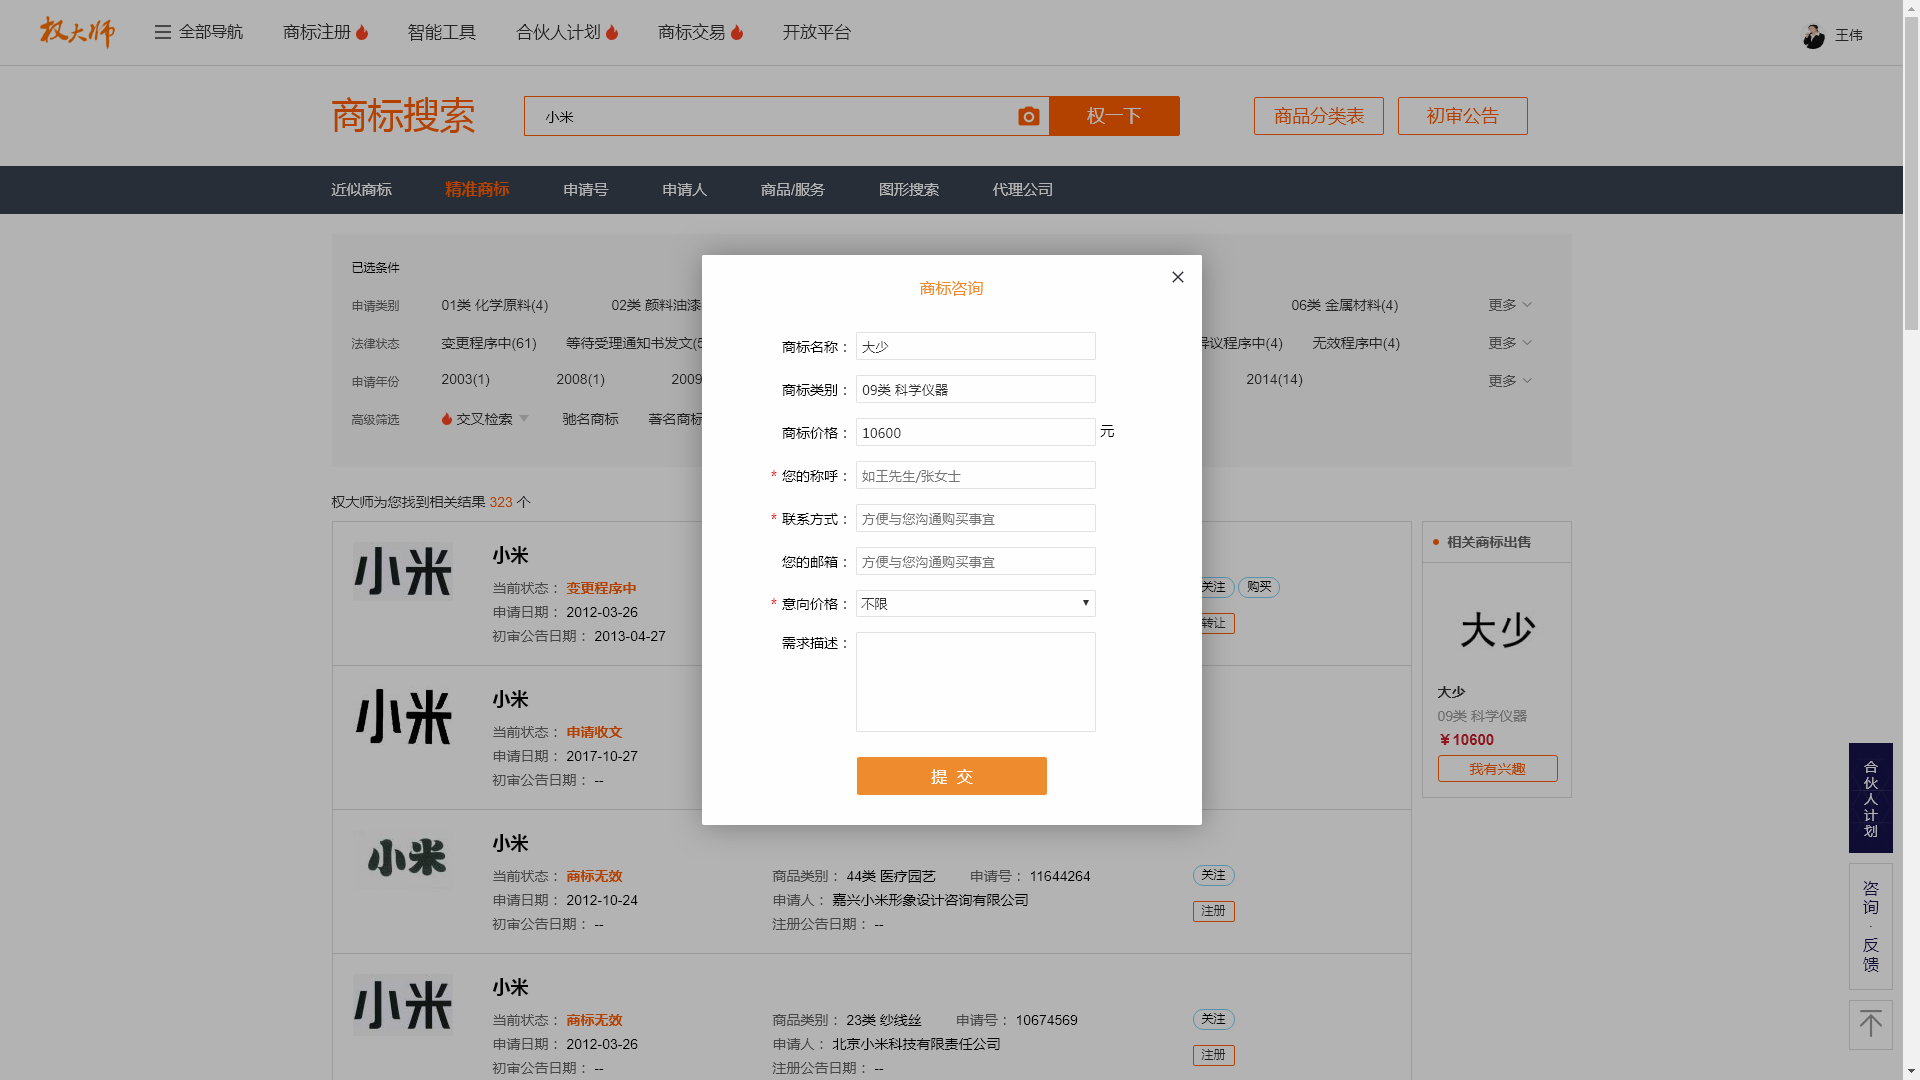 权大师
全部导航
商标注册
智能工具
合伙人计划
商标交易
开放平台
王伟
商标搜索
小米
权一下
商品分类表
初审公告
近似商标
精准商标
申请号
申请人
商品/服务
图形搜索
代理公司
已选条件
申请类别
01类 化学原料(4)
02类 颜料油漆
06类 金属材料(4)
更多
法律状态
变更程序中(61)
等待受理通知书发文(
异议程序中(4)
无效程序中(4)
更多
申请年份
2003(1)
2008(1)
2009
2014(14)
更多
高级筛选
交叉检索
驰名商标
著名商标
权大师为您找到相关结果 323 个
商标咨询
商标名称：
大少
商标类别：
09类 科学仪器
商标价格：
10600
元
* 您的称呼：
如王先生/张女士
* 联系方式：
方便与您沟通购买事宜
您的邮箱：
方便与您沟通购买事宜
* 意向价格：
不限
需求描述：
提 交
小米
小米
当前状态： 变更程序中
申请日期： 2012-03-26
初审公告日期： 2013-04-27
关注
购买
转让
小米
小米
当前状态： 申请收文
申请日期： 2017-10-27
初审公告日期： --
小米
小米
当前状态： 商标无效
申请日期： 2012-10-24
初审公告日期： --
商品类别： 44类 医疗园艺
申请号： 11644264
申请人： 嘉兴小米形象设计咨询有限公司
注册公告日期： --
关注
注册
小米
小米
当前状态： 商标无效
申请日期： 2012-03-26
初审公告日期： --
商品类别： 23类 纱线丝
申请号： 10674569
申请人： 北京小米科技有限责任公司
注册公告日期： --
关注
注册
相关商标出售
大少
大少
09类 科学仪器
￥10600
我有兴趣
合伙人计划
咨询·反馈